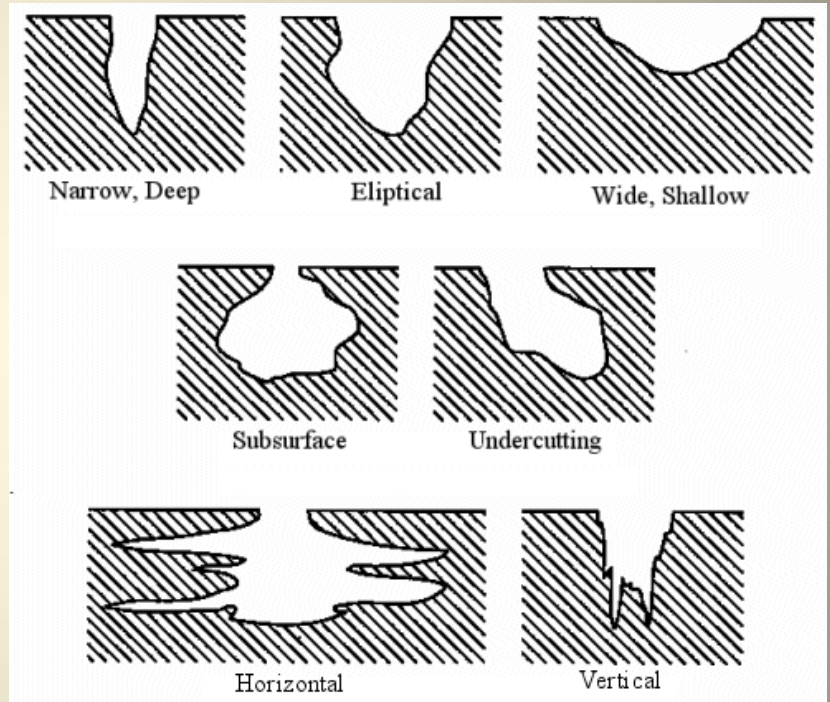 Narrow, Deep
Eliptical
Wide, Shallow
Subsurface
Undercutting
Horizontal
Vertical